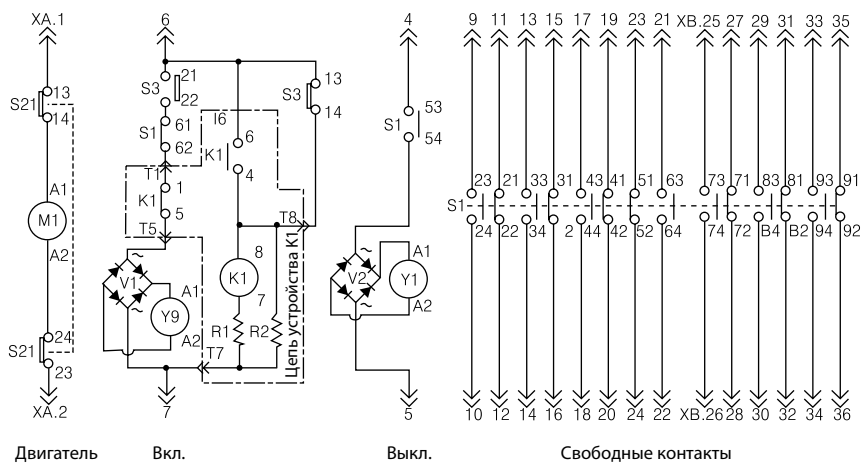 XA.1 6 4 9 11 13 15 17 19 23 21 XB.25 27 29 31 33 35
S21 13 14
S3 21 22
S1 61 62
I6
S3 13 14
K1 6 4
T1
K1 1 5
T5
T8
S1 53 54
S1 23 21 33 31 43 41 51 63 73 71 83 81 93 91
24 22 34 2 44 42 52 64 74 72 B4 B2 94 92
A1
M1
A2
~
V1
~
A1
Y9
A2
8
K1
7
R1 R2
Цепь устройства K1
T7
~
V2
~
A1
Y1
A2
S21 24 23
XA.2 7 5 10 12 14 16 18 20 24 22 XB.26 28 30 32 34 36
Двигатель Вкл. Выкл. Свободные контакты